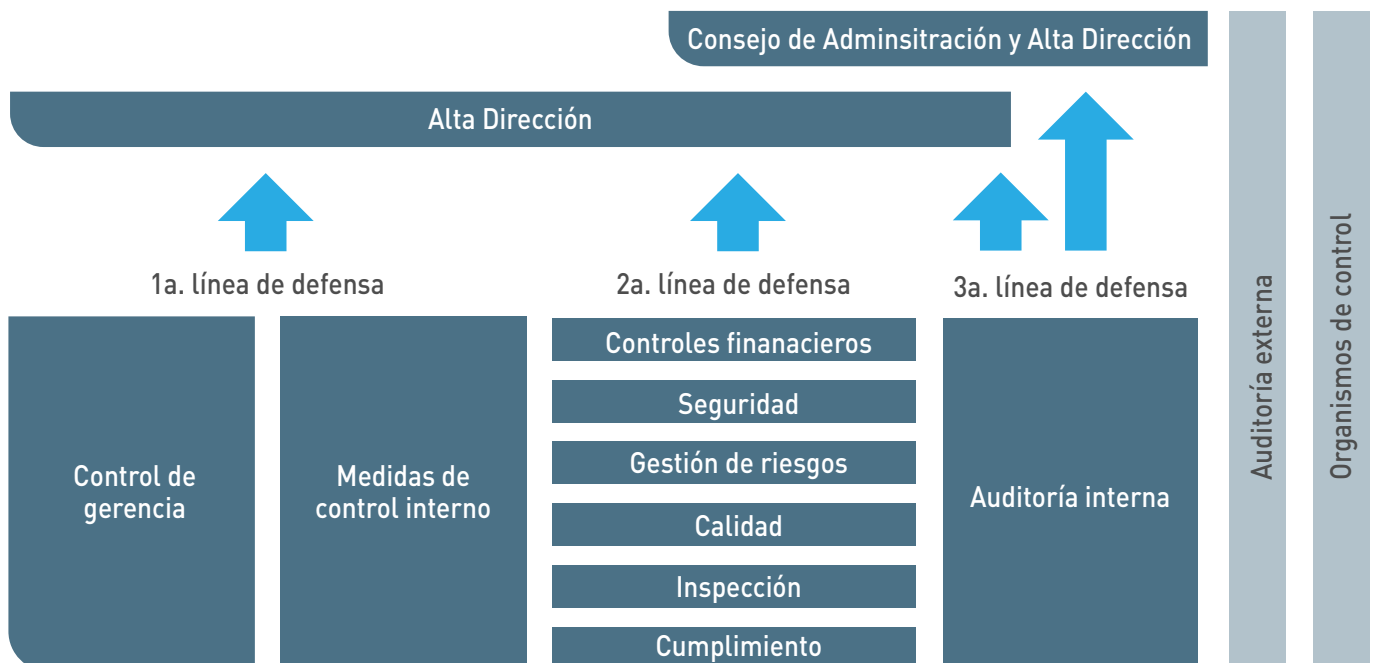 Consejo de Adminsitración y Alta Dirección
Alta Dirección
1a. línea de defensa
2a. línea de defensa
3a. línea de defensa
Control de
gerencia
Medidas de
control interno
Controles finanacieros
Seguridad
Gestión de riesgos
Calidad
Inspección
Cumplimiento
Auditoría interna
Auditoría externa
Organismos de control